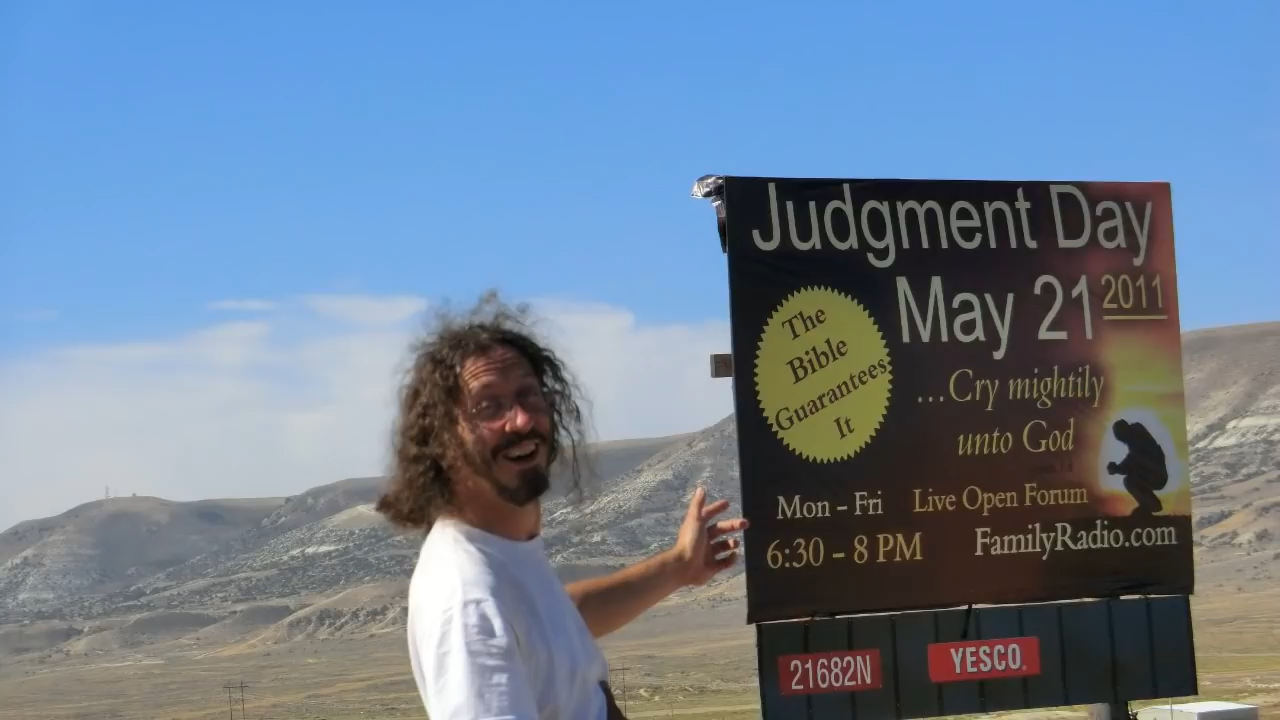 Judgment Day
May 21 2011
The
Bible
Guarantees
It
...Cry mightily
unto God
Mon - Fri
Live Open Forum
6:30 - 8 PM
FamilyRadio.com
21682N
YESCO.